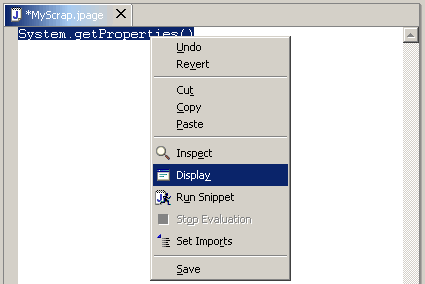 *MyScrap.jpage
System.getProperties()
Undo
Revert
Cut
Copy
Paste
Inspect
Display
Run Snippet
Stop Evaluation
Set Imports
Save